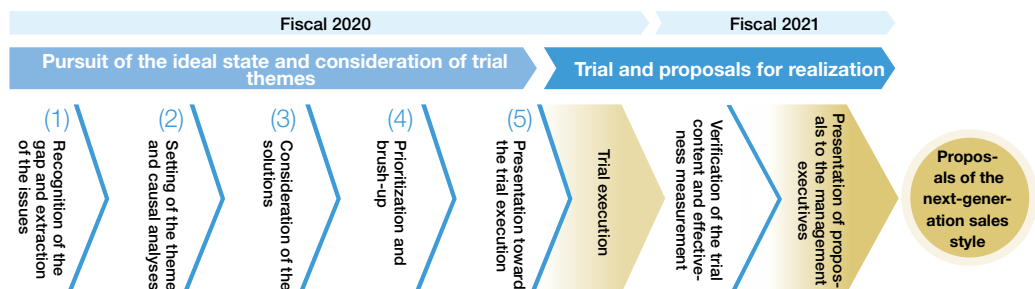 Fiscal 2020
Fiscal 2021
Pursuit of the ideal state and consideration of trial
themes
Trial and proposals for realization
(1)
Recognition of the
gap and extraction
of the issues
(2)
Setting of the theme
and causal analyses
(3)
Consideration of the
solutions
(4)
Prioritization and
brush-up
(5)
Presentation toward
the trial execution
Trial execution
Verification of the trial
content and effective-
ness measurement
Presentation of propos-
als to the management
executives
Propos-
als of the
next-gener-
ation sales
style